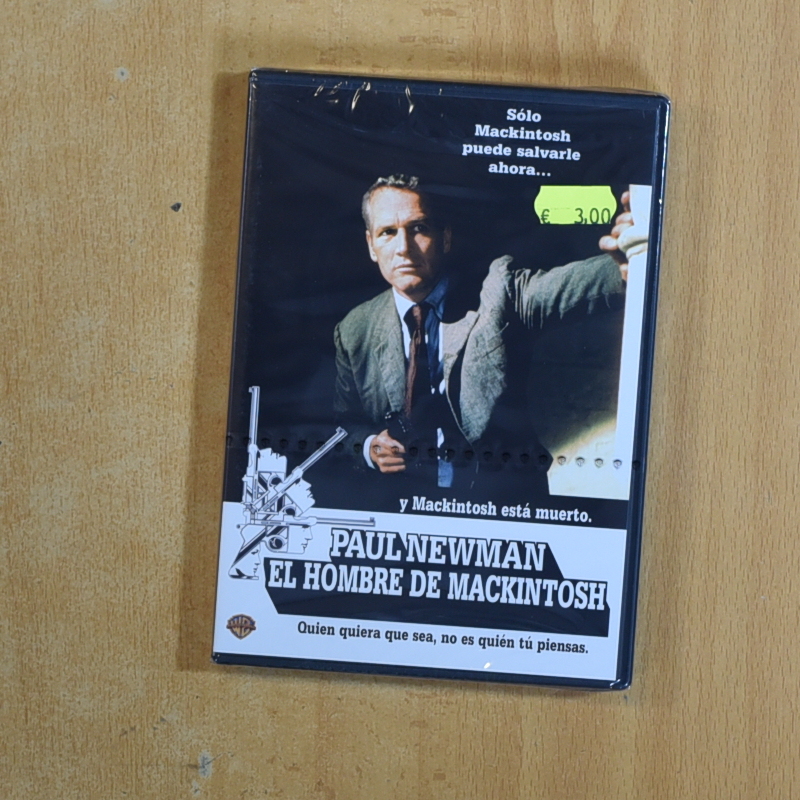 Sólo
Mackintosh
puede salvarle
ahora...
€ 3,00
y Mackintosh está muerto.
PAUL NEWMAN
EL HOMBRE DE MACKINTOSH
Quien quiera que sea, no es quién tú piensas.